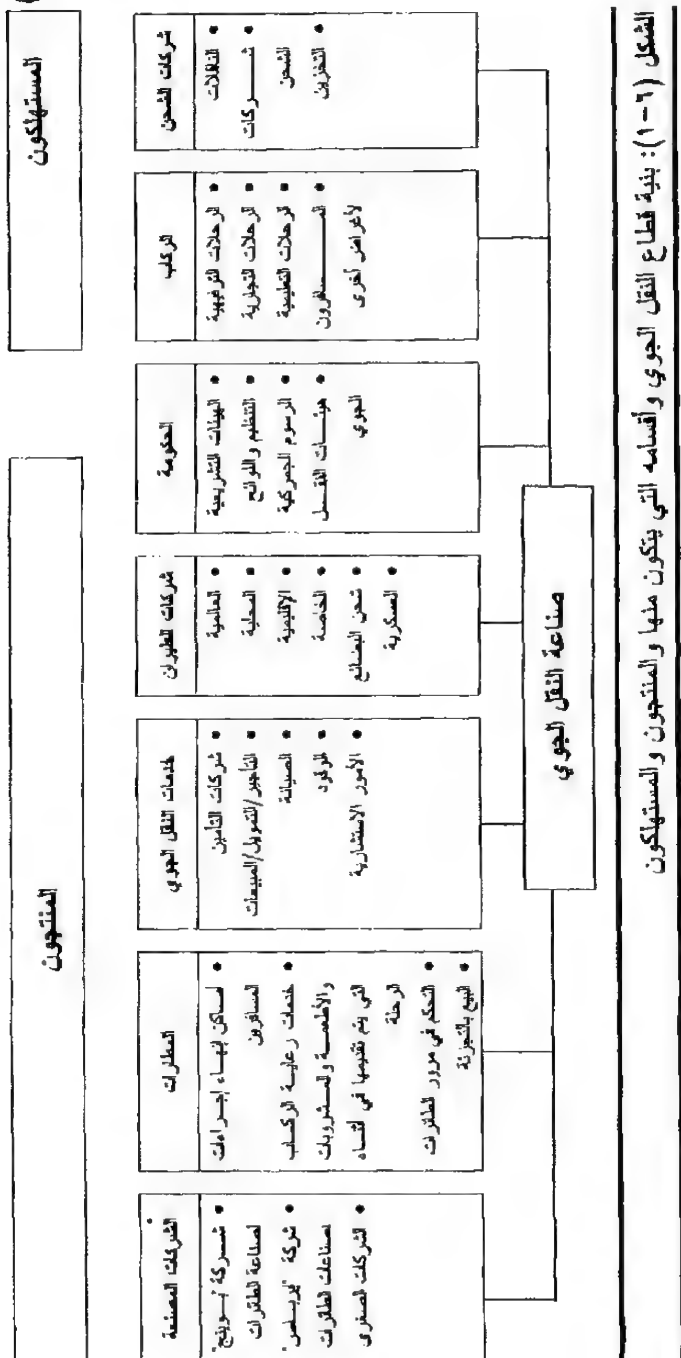 الشكل (٦-١): بنية قطاع النقل الجوي وأقسامه التي يتكون منها والمنتجون والمستهلكون
صناعة النقل الجوي
المنتجون
المستهلكون
الشركات المصنعة
• شركة "بوينج"
لصناعة الطائرات
• شركة "إيرباص"
لصناعات الطائرات
• الشركات الصغرى
المطارات
• أماكن إنهاء إجراءات
المسافرين
• خدمات رعاية الركاب
والأطعمة والمشروبات
التي يتم تقديمها في أثناء
الرحلة
• التحكم في مرور الطائرات
• البيع بالتجزئة
خدمات النقل الجوي
• شركات التأمين
• التأجير/التمويل/المبيعات
• الصيانة
• الوقود
• الأمور الاستشارية
شركات الطيران
• العالمية
• المحلية
• الإقليمية
• الخاصة
• شحن البضائع
• العسكرية
الحكومة
• الهيئات التشريعية
• التنظيم واللوائح
• الرسوم الجمركية
• هيئات النقل
الجوي
الركاب
• الرحلات الترفيهية
• الرحلات التجارية
• الرحلات التعليمية
• المسافرون
لأغراض أخرى
شركات الشحن
• الناقلات
• شركات
الشحن
• التخزين